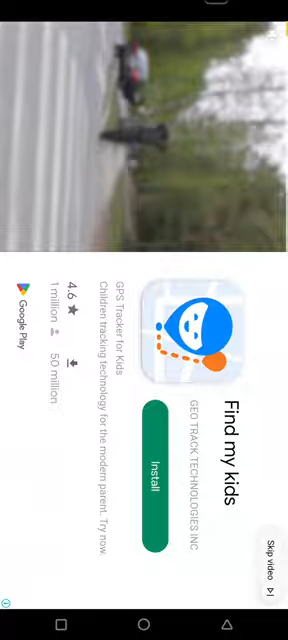 Skip video
Find my kids
GEO TRACK TECHNOLOGIES INC
Install
GPS Tracker for Kids
Children tracking technology for the modern parent. Try now.
4.6 ★
1 million
50 million
Google Play